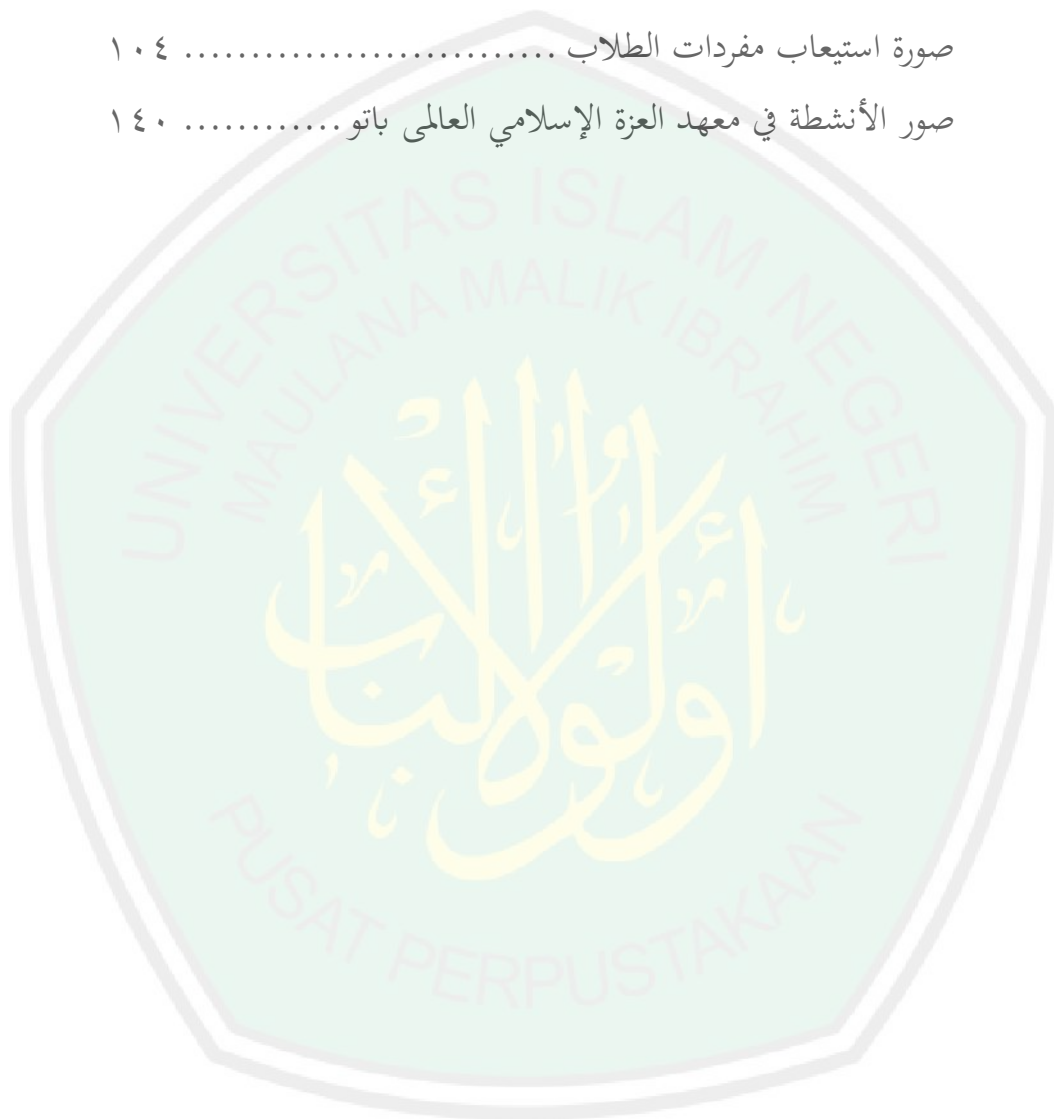 صورة استيعاب مفردات الطلاب ............................ ١٠٤
صور الأنشطة في معهد العزة الإسلامي العالمى باتو ............. ١٤٠
UNIVERSITAS ISLAM NEGERI
MAULANA MALIK IBRAHIM
أولو الألباب
PUSAT PERPUSTAKAAN